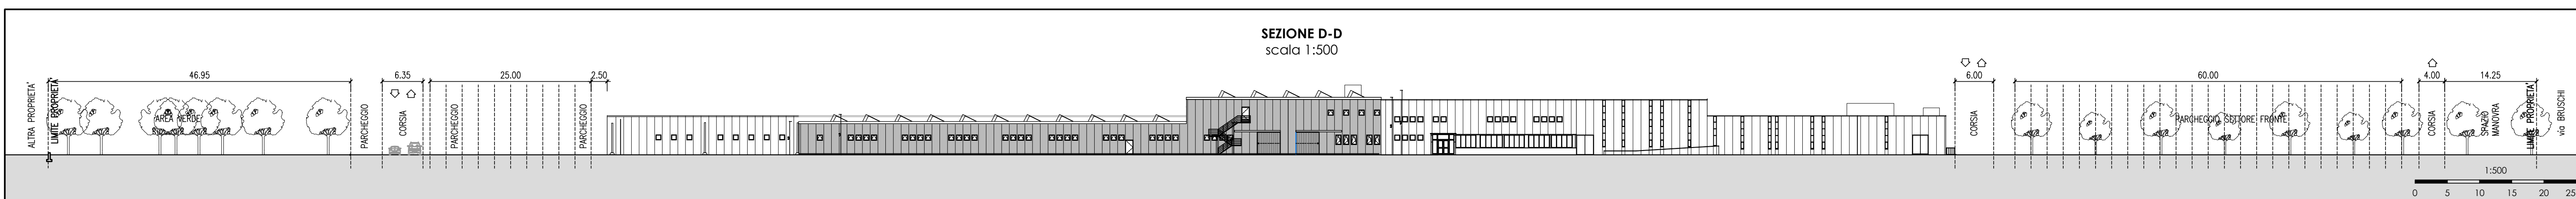 SEZIONE D-D
scala 1:500
46.95
6.35
25.00
2.50
6.00
60.00
4.00
14.25
ALTRA PROPRIETA'
LIMITE PROPRIETA'
AREA VERDE
PARCHEGGIO
CORSIA
PARCHEGGIO
PARCHEGGIO
CORSIA
PARCHEGGIO SETTORE FRONTE
CORSIA
SPAZIO
MANOVRA
LIMITE PROPRIETA'
via BRUSCHI
1:500
0 5 10 15 20 25